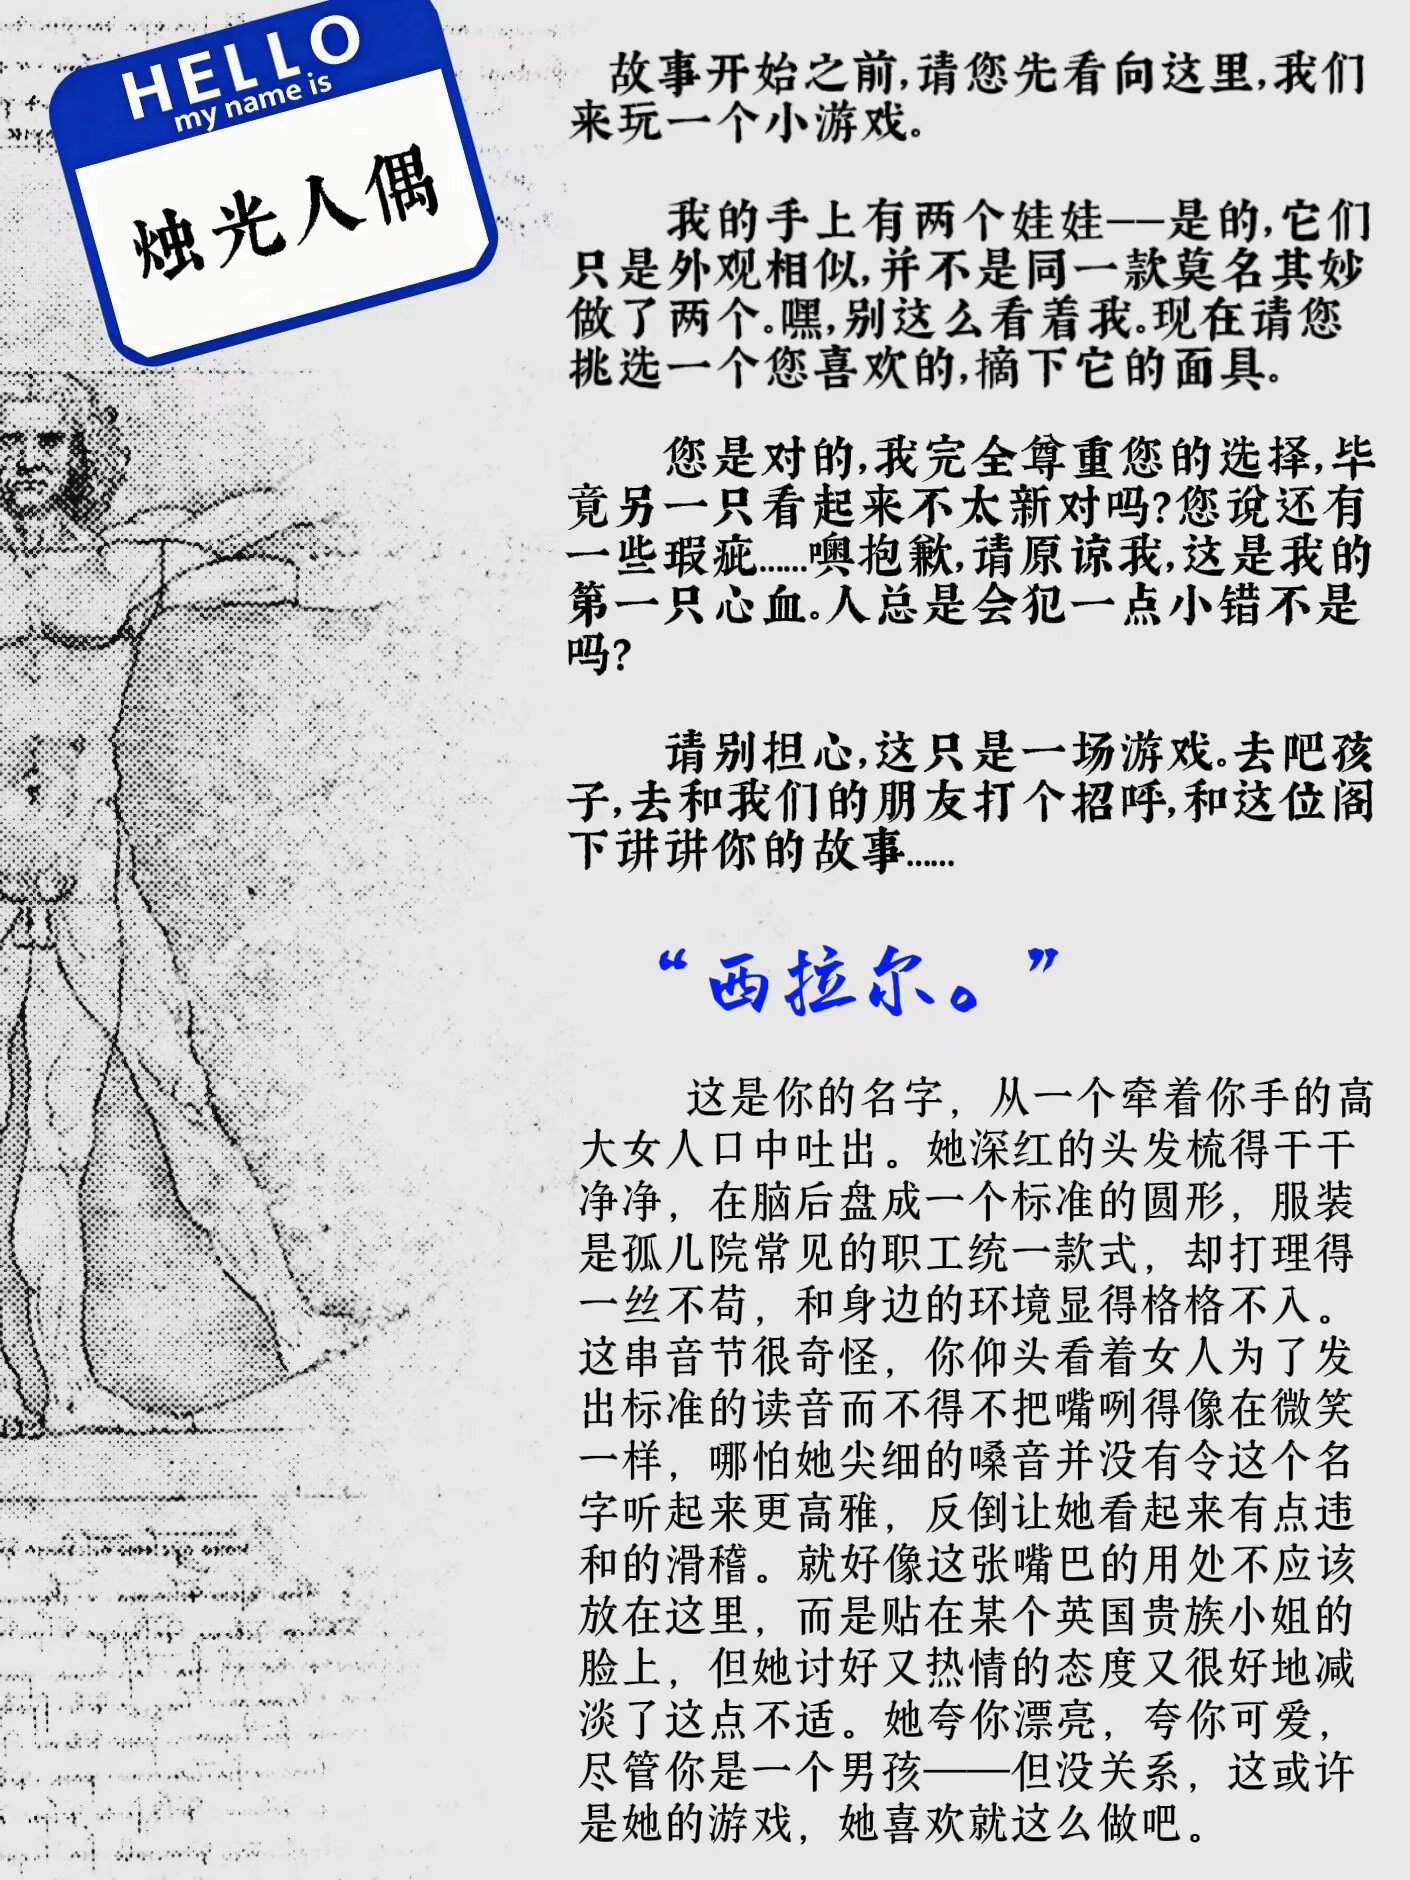 HELLO
my name is
烛光人偶
故事开始之前,请您先看向这里,我们
来玩一个小游戏。
我的手上有两个娃娃——是的,它们
只是外观相似,并不是同一款莫名其妙
做了两个。嘿,别这么看着我。现在请您
挑选一个您喜欢的,摘下它的面具。
您是对的,我完全尊重您的选择,毕
竟另一只看起来不太新对吗?您说还有
一些瑕疵……噢抱歉,请原谅我,这是我的
第一只心血。人总是会犯一点小错不是
吗?
请别担心,这只是一场游戏。去吧孩
子,去和我们的朋友打个招呼,和这位阁
下讲讲你的故事……
“西拉尔。”
这是你的名字，从一个牵着你手的高
大女人口中吐出。她深红的头发梳得干干
净净，在脑后盘成一个标准的圆形，服装
是孤儿院常见的职工统一款式，却打理得
一丝不苟，和身边的环境显得格格不入。
这串音节很奇怪，你仰头看着女人为了发
出标准的读音而不得不把嘴咧得像在微笑
一样，哪怕她尖细的嗓音并没有令这个名
字听起来更高雅，反倒让她看起来有点违
和的滑稽。就好像这张嘴巴的用处不应该
放在这里，而是贴在某个英国贵族小姐的
脸上，但她讨好又热情的态度又很好地减
淡了这点不适。她夸你漂亮，夸你可爱，
尽管你是一个男孩——但没关系，这或许
是她的游戏，她喜欢就这么做吧。